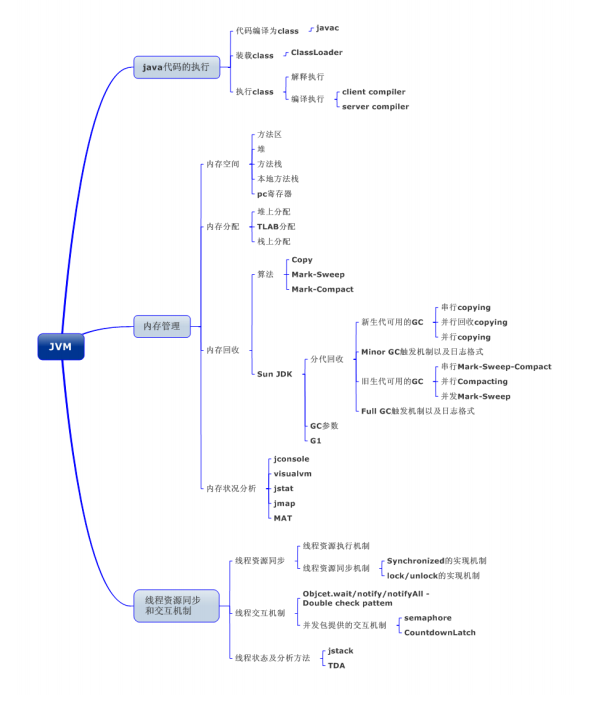 JVM
java代码的执行
代码编译为class
javac
装载class
ClassLoader
执行class
解释执行
编译执行
client compiler
server compiler
内存管理
内存空间
方法区
堆
方法栈
本地方法栈
pc寄存器
内存分配
堆上分配
TLAB分配
栈上分配
内存回收
算法
Copy
Mark-Sweep
Mark-Compact
Sun JDK
分代回收
新生代可用的GC
串行copying
并行回收copying
并行copying
Minor GC触发机制以及日志格式
旧生代可用的GC
串行Mark-Sweep-Compact
并行Compacting
并发Mark-Sweep
Full GC触发机制以及日志格式
GC参数
G1
内存状况分析
jconsole
visualvm
jstat
jmap
MAT
线程资源同步
和交互机制
线程资源同步
线程资源执行机制
线程资源同步机制
Synchronized的实现机制
lock/unlock的实现机制
线程交互机制
Objcet.wait/notify/notifyAll -
Double check pattem
并发包提供的交互机制
semaphore
CountdownLatch
线程状态及分析方法
jstack
TDA